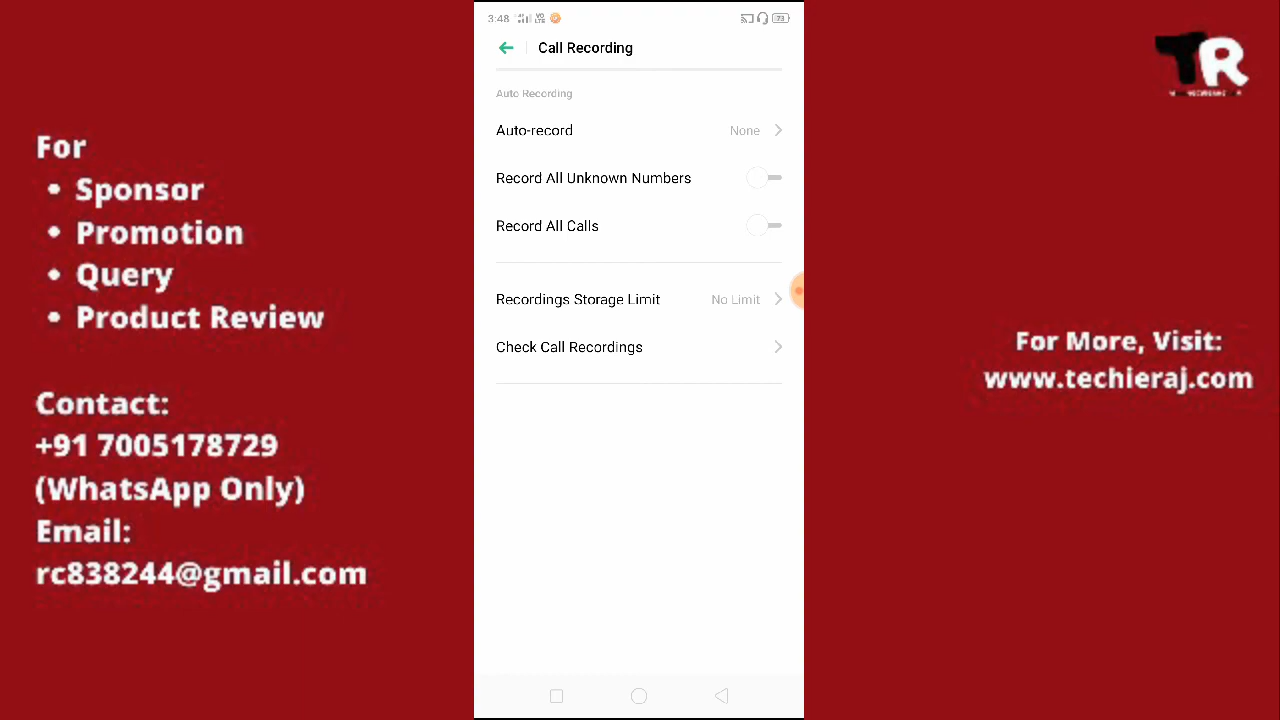 For
• Sponsor
• Promotion
• Query
• Product Review
Contact:
+91 7005178729
(WhatsApp Only)
Email:
rc838244@gmail.com
3:48
73
Call Recording
Auto Recording
Auto-record None
Record All Unknown Numbers
Record All Calls
Recordings Storage Limit No Limit
Check Call Recordings
TR
For More, Visit:
www.techieraj.com